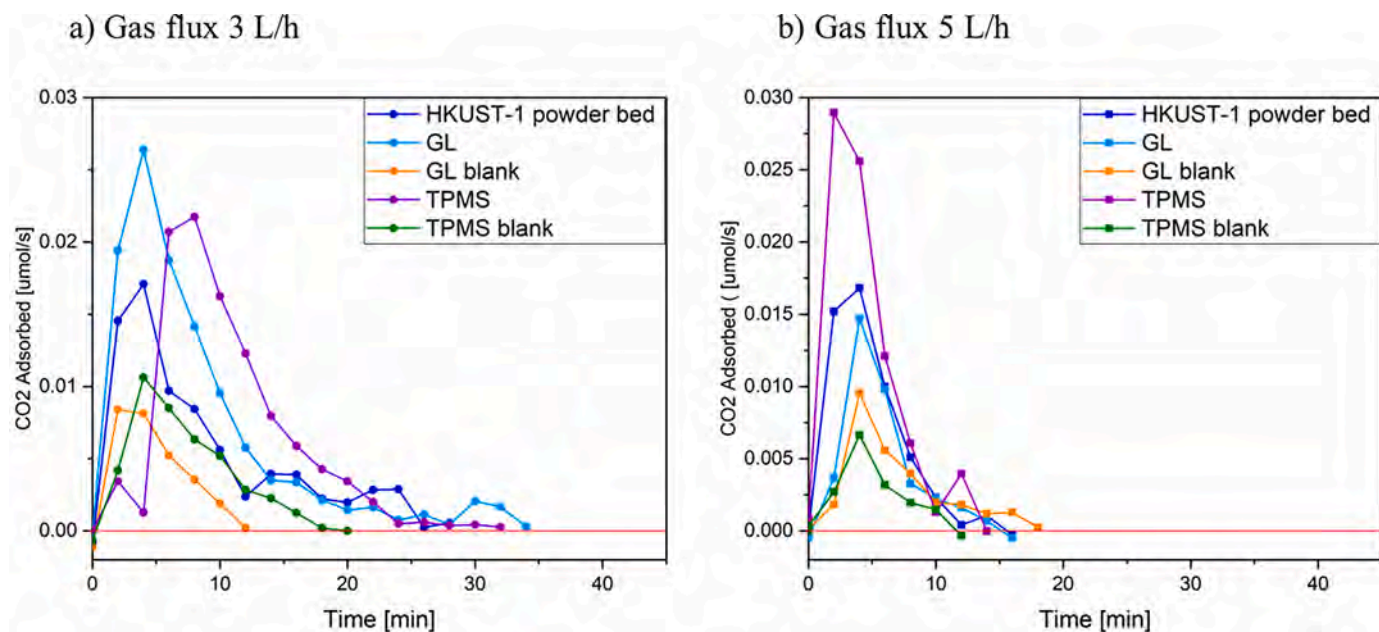 a) Gas flux 3 L/h
0.03
0.02
0.01
0.00
CO2 Adsorbed [umol/s]
HKUST-1 powder bed
GL
GL blank
TPMS
TPMS blank
0 10 20 30 40
Time [min]
b) Gas flux 5 L/h
0.030
0.025
0.020
0.015
0.010
0.005
0.000
CO2 Adsorbed ( [umol/s]
HKUST-1 powder bed
GL
GL blank
TPMS
TPMS blank
0 10 20 30 40
Time [min]